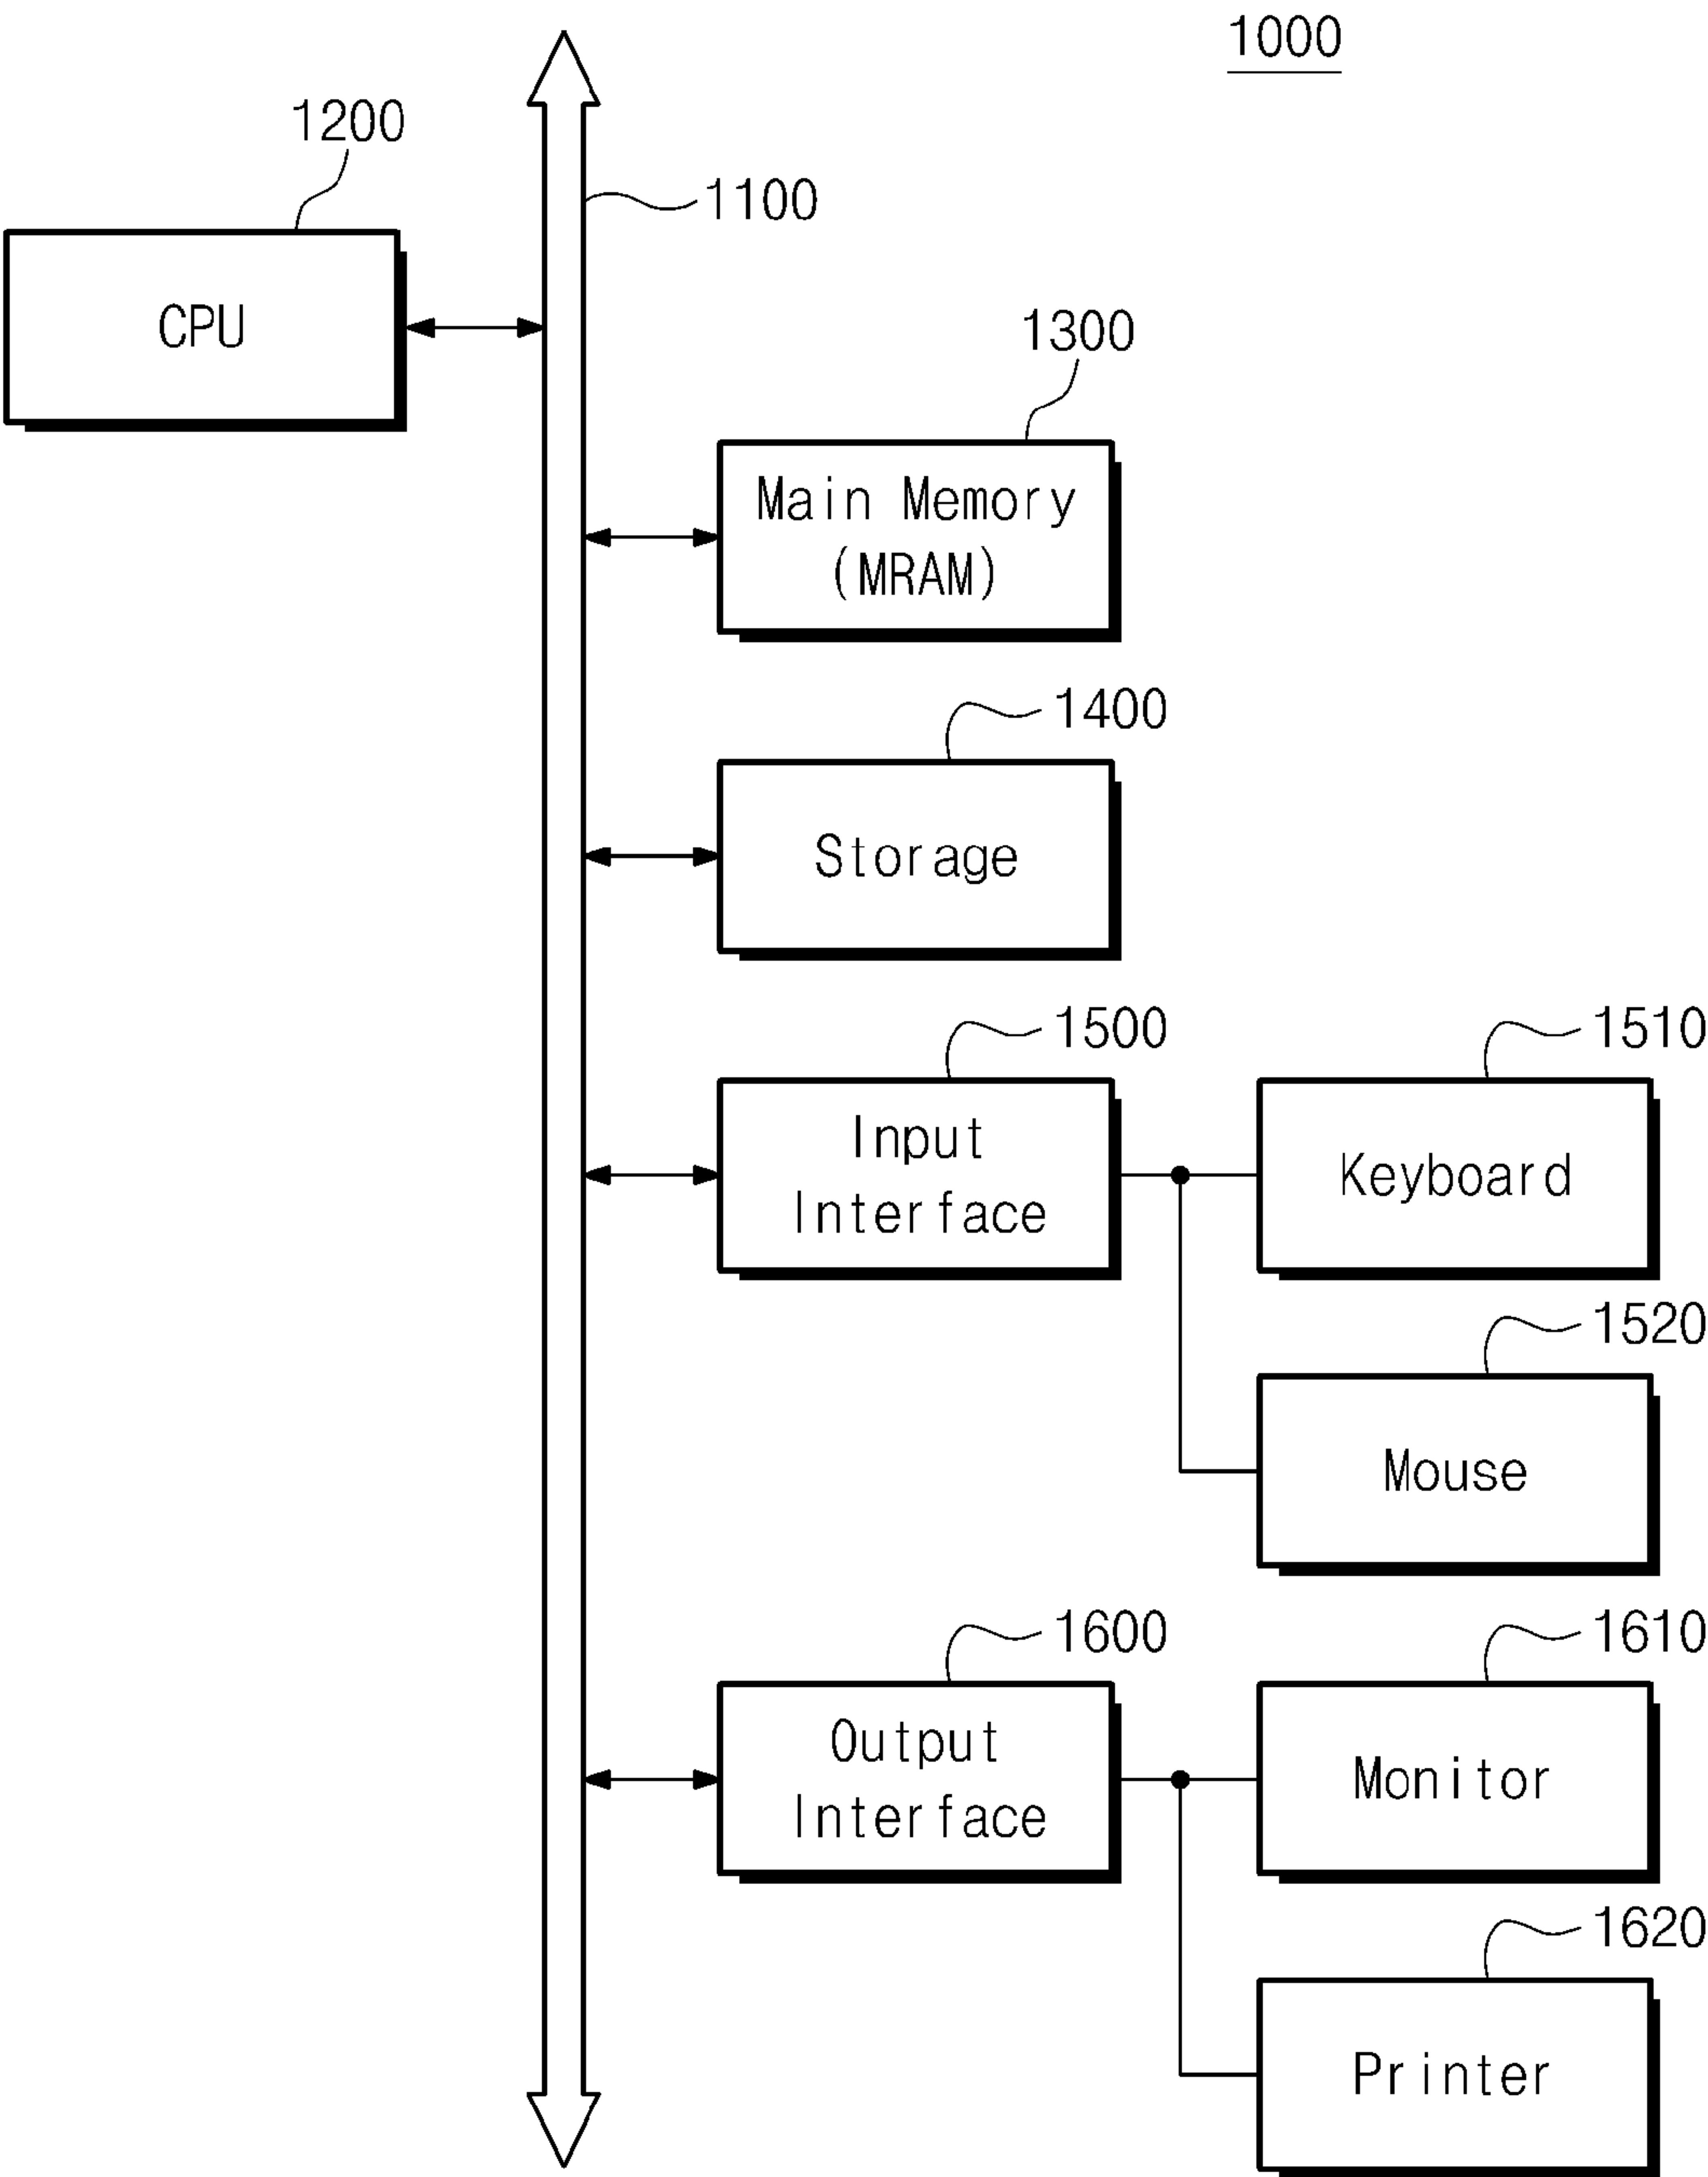 1000
1200
1100
CPU
1300
Main Memory
(MRAM)
1400
Storage
1500
1510
Input
Interface
Keyboard
1520
Mouse
1600
1610
Output
Interface
Monitor
1620
Printer